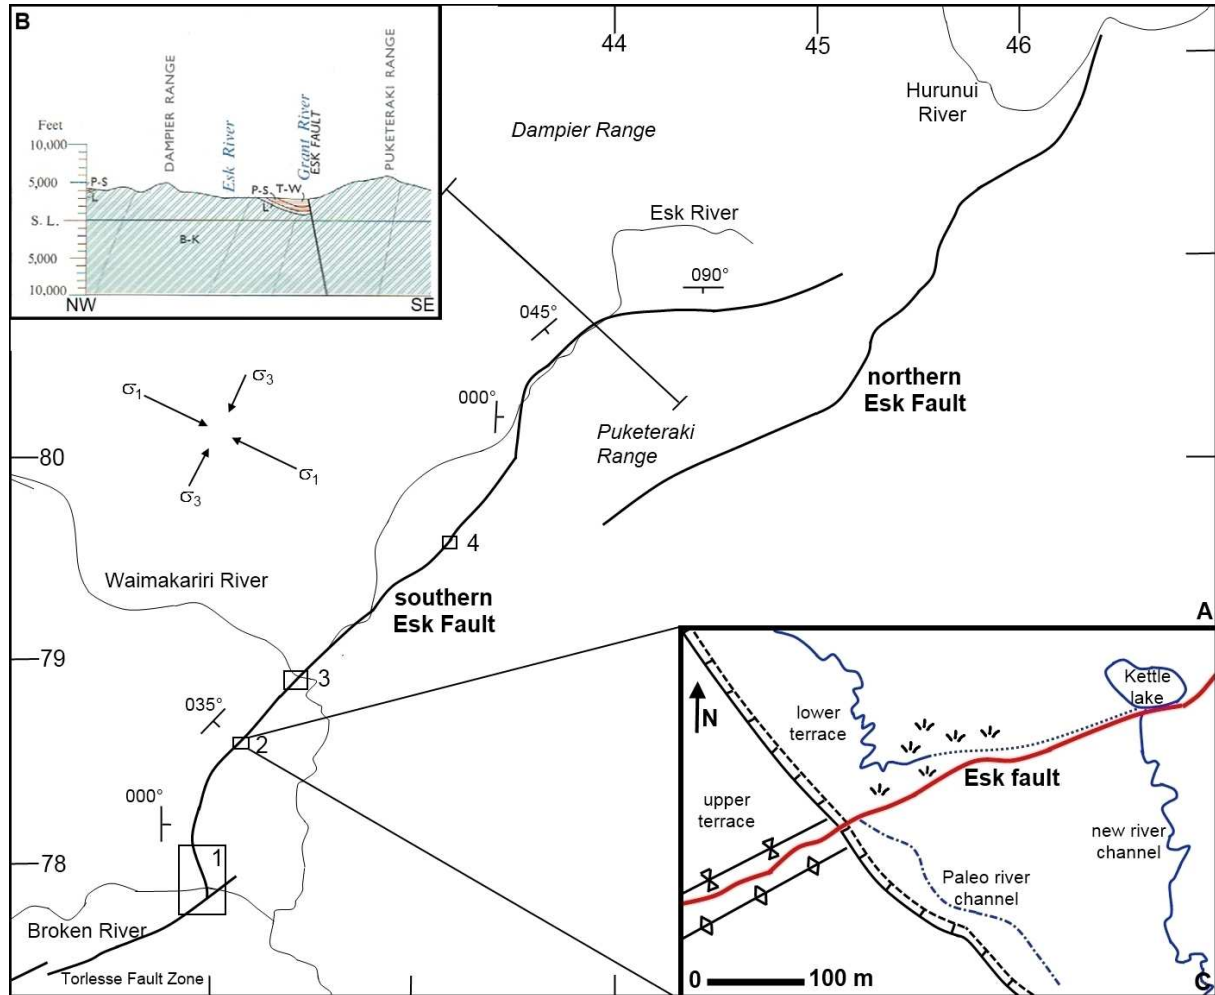 B
DAMPIER RANGE
Esk River
Grant River
ESK FAULT
PUKETERAKI RANGE
Feet
10,000
5,000
S. L.
5,000
10,000
P-S
L
P-S
T-W
L
B-K
NW
SE
44
45
46
Hurunui
River
Dampier Range
Esk River
090°
045°
000°
northern
Esk Fault
Puketeraki
Range
σ1
σ3
σ1
σ3
80
4
Waimakariri River
southern
Esk Fault
A
79
3
035°
2
000°
1
78
Broken River
Torlesse Fault Zone
N
lower
terrace
Kettle
lake
Esk fault
upper
terrace
new river
channel
Paleo river
channel
0
100 m
C